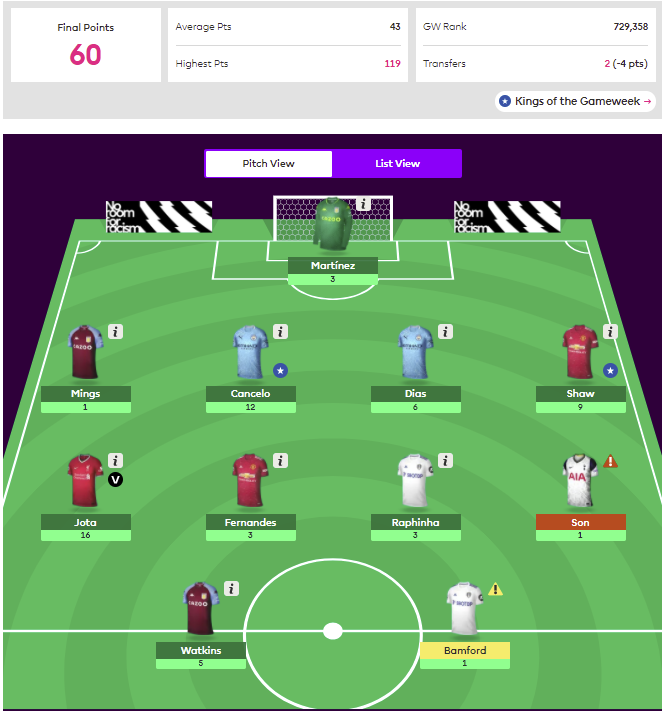 Final Points
60
Average Pts 43
Highest Pts 119
GW Rank 729,358
Transfers 2 (-4 pts)
Kings of the Gameweek →
Pitch View
List View
No room for racism
No room for racism
Martínez
3
Mings
1
Cancelo
12
Dias
6
Shaw
9
V
Jota
16
Fernandes
3
Raphinha
3
AIA
Son
1
Watkins
5
Bamford
1